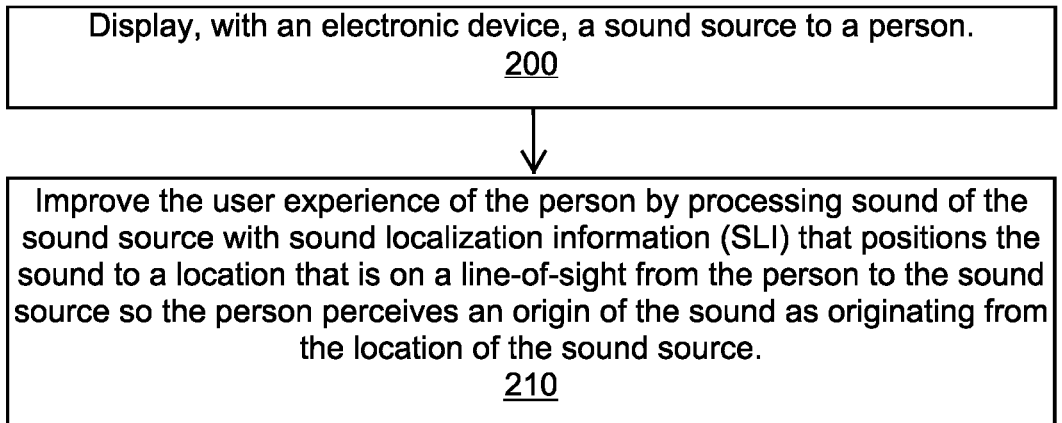 Display, with an electronic device, a sound source to a person.
200
Improve the user experience of the person by processing sound of the
sound source with sound localization information (SLI) that positions the
sound to a location that is on a line-of-sight from the person to the sound
source so the person perceives an origin of the sound as originating from
the location of the sound source.
210